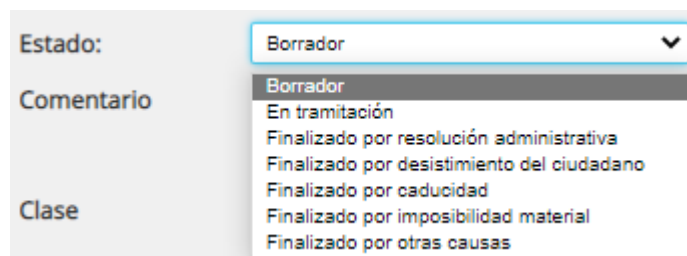 Estado:
Borrador
Borrador
Comentario
En tramitación
Finalizado por resolución administrativa
Finalizado por desistimiento del ciudadano
Finalizado por caducidad
Clase
Finalizado por imposibilidad material
Finalizado por otras causas